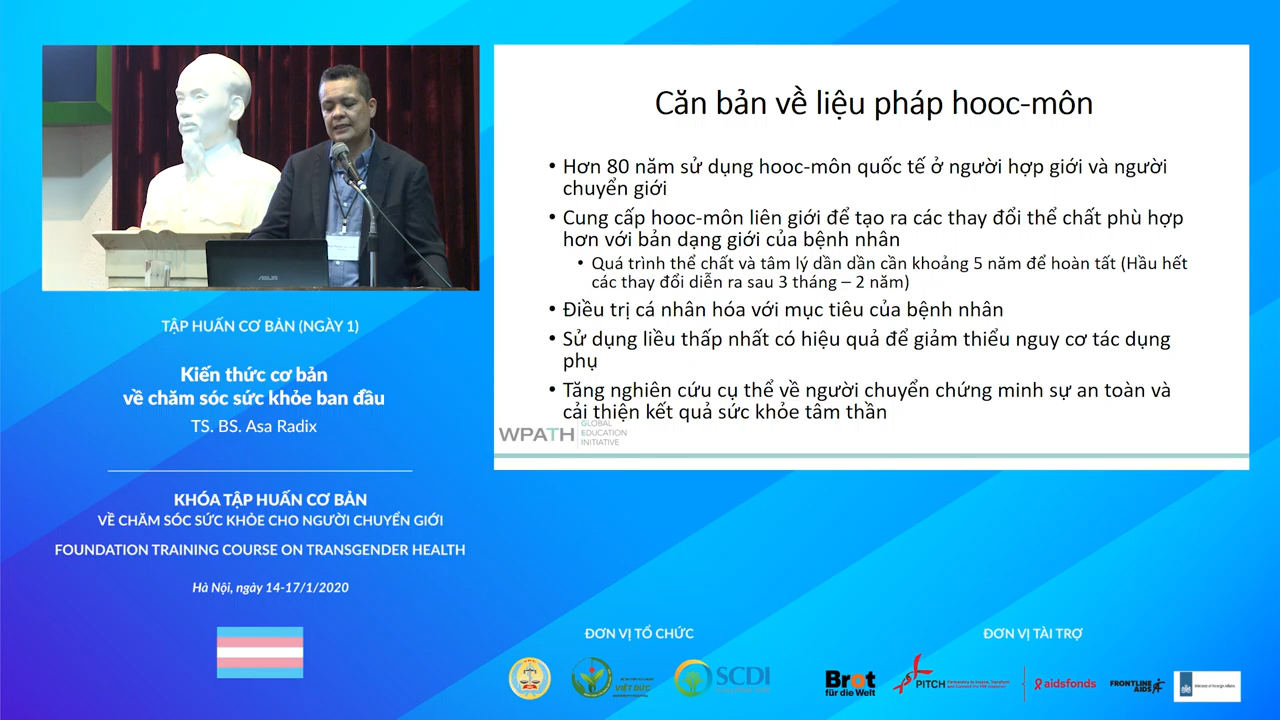 Căn bản về liệu pháp hooc-môn
• Hơn 80 năm sử dụng hooc-môn quốc tế ở người hợp giới và người
chuyển giới
• Cung cấp hooc-môn liên giới để tạo ra các thay đổi thể chất phù hợp
hơn với bản dạng giới của bệnh nhân
• Quá trình thể chất và tâm lý dần dần cần khoảng 5 năm để hoàn tất (Hầu hết
các thay đổi diễn ra sau 3 tháng – 2 năm)
• Điều trị cá nhân hóa với mục tiêu của bệnh nhân
• Sử dụng liều thấp nhất có hiệu quả để giảm thiểu nguy cơ tác dụng
phụ
• Tăng nghiên cứu cụ thể về người chuyển chứng minh sự an toàn và
cải thiện kết quả sức khỏe tâm thần
WPATH
GLOBAL
EDUCATION
INITIATIVE
ASUS
TẬP HUẤN CƠ BẢN (NGÀY 1)
Kiến thức cơ bản
về chăm sóc sức khỏe ban đầu
TS. BS. Asa Radix
KHÓA TẬP HUẤN CƠ BẢN
VỀ CHĂM SÓC SỨC KHỎE CHO NGƯỜI CHUYỂN GIỚI
FOUNDATION TRAINING COURSE ON TRANSGENDER HEALTH
Hà Nội, ngày 14-17/1/2020
ĐƠN VỊ TỔ CHỨC
VIỆT ĐỨC
SCDI
ĐƠN VỊ TÀI TRỢ
Brot
für die Welt
PITCH
aidsfonds
FRONTLINE
AIDS
Ministry of Foreign Affairs